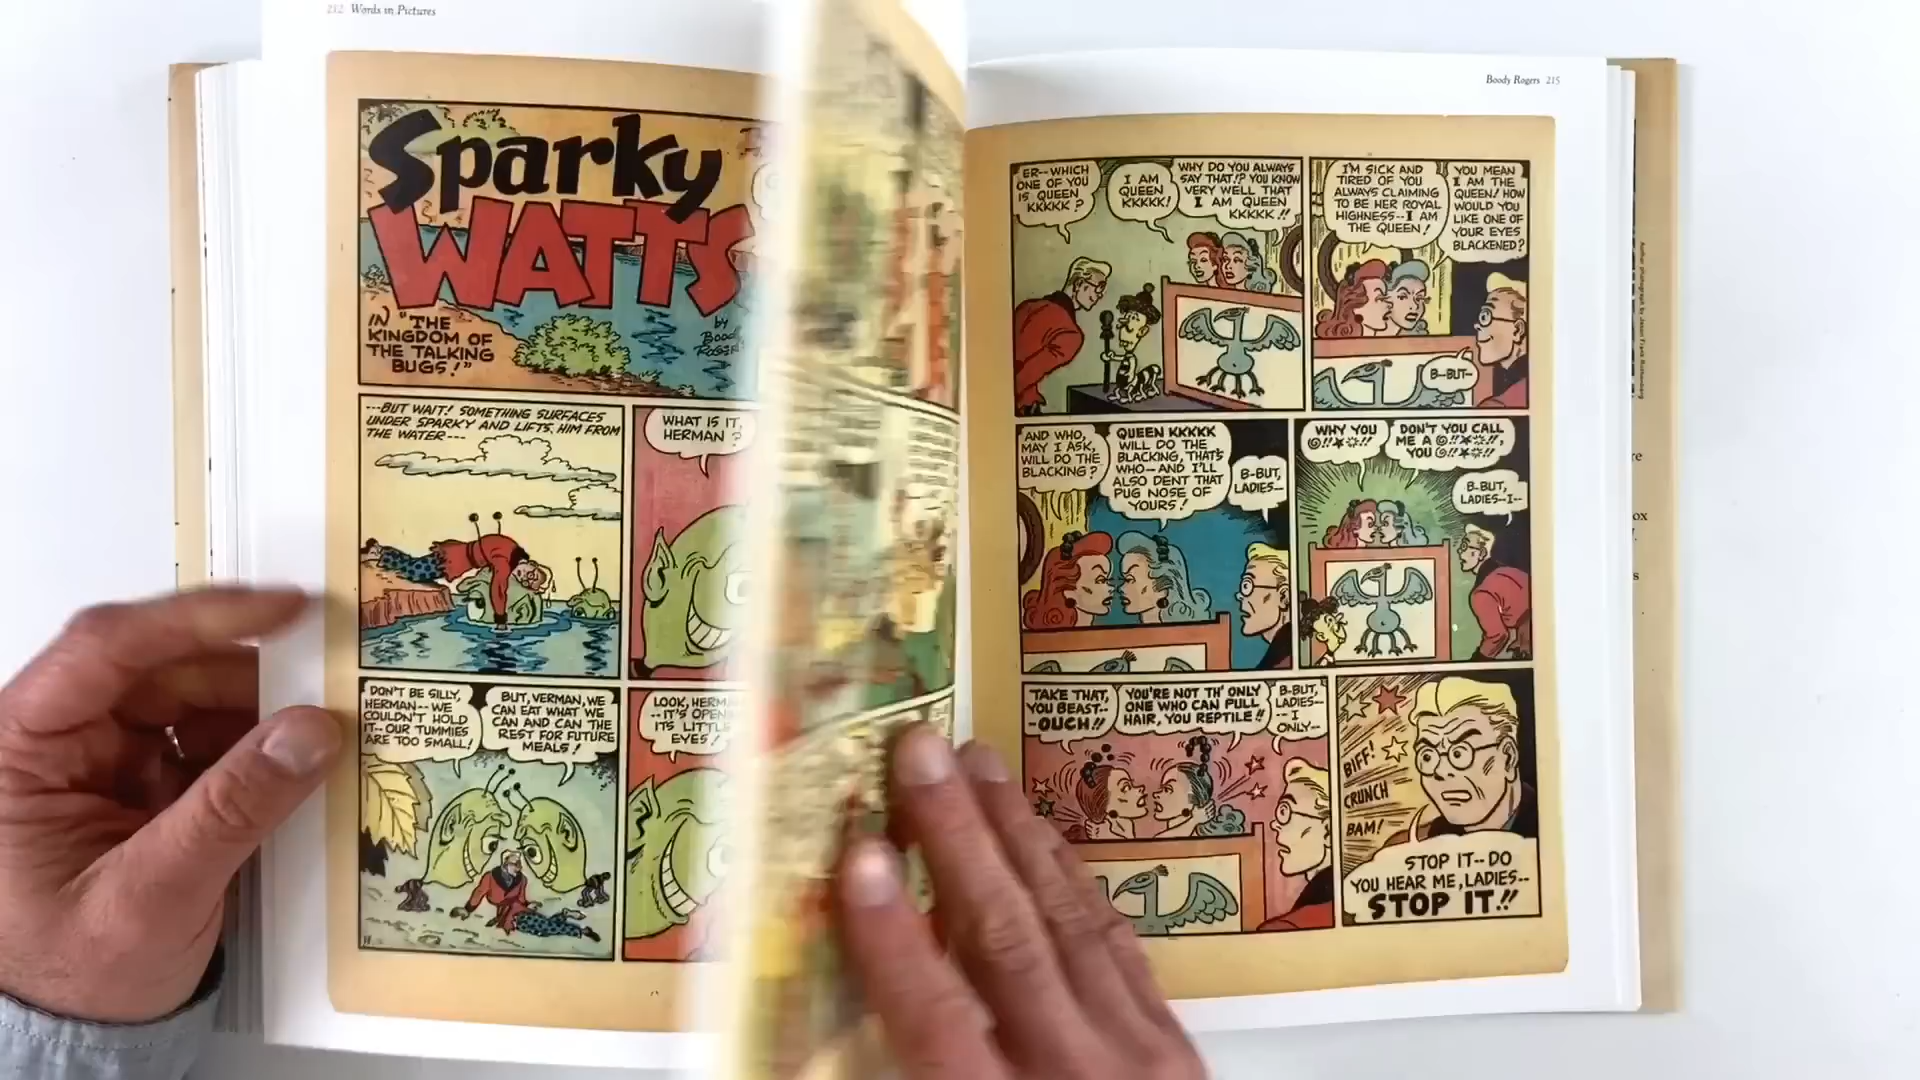 212 Words in Pictures
Sparky
WATTS
IN "THE
KINGDOM OF
THE TALKING
BUGS!"
by
---BUT WAIT! SOMETHING SURFACES
UNDER SPARKY AND LIFTS HIM FROM
THE WATER---
WHAT IS IT,
HERMAN?
DON'T BE SILLY,
HERMAN--WE
COULDN'T HOLD
IT--OUR TUMMIES
ARE TOO SMALL!
BUT, VERMAN, WE
CAN EAT WHAT WE
CAN AND CAN THE
REST FOR FUTURE
MEALS!
LOOK,
--IT'S
ITS
EYES!
Boody Rogers 215
ER--WHICH
ONE OF YOU
IS QUEEN
KKKKK?
I AM
QUEEN
KKKKK!
WHY DO YOU ALWAYS
SAY THAT!? YOU KNOW
VERY WELL THAT
I AM QUEEN
KKKKK!!
I'M SICK AND
TIRED OF YOU
ALWAYS CLAIMING
TO BE HER ROYAL
HIGHNESS--I AM
THE QUEEN!
YOU MEAN
I AM THE
QUEEN! HOW
WOULD YOU
LIKE ONE OF
YOUR EYES
BLACKENED?
B--BUT--
AND WHO,
MAY I ASK,
WILL DO THE
BLACKING?
QUEEN KKKKK
WILL DO THE
BLACKING, THAT'S
WHO--AND I'LL
ALSO DENT THAT
PUG NOSE OF
YOURS!
B-BUT,
LADIES--
WHY YOU
@!!★※!!!
DON'T YOU CALL
ME A @!!★※!!,
YOU @!!★※!!
B-BUT,
LADIES--I--
TAKE THAT,
YOU BEAST--
-OUCH!!
YOU'RE NOT TH' ONLY
ONE WHO CAN PULL
HAIR, YOU REPTILE!!
B-BUT,
LADIES--
--I
ONLY--
BIFF!
CRUNCH
BAM!
STOP IT--DO
YOU HEAR ME, LADIES--
STOP IT!!